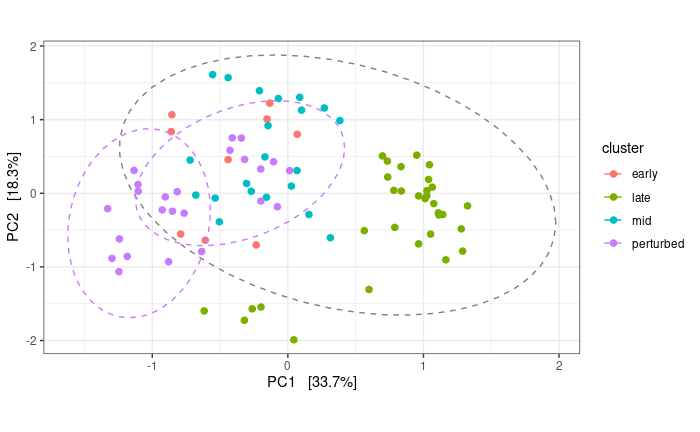 2
1
0
-1
-2
PC2 [18.3%]
-1
0
1
2
PC1 [33.7%]
cluster
early
late
mid
perturbed